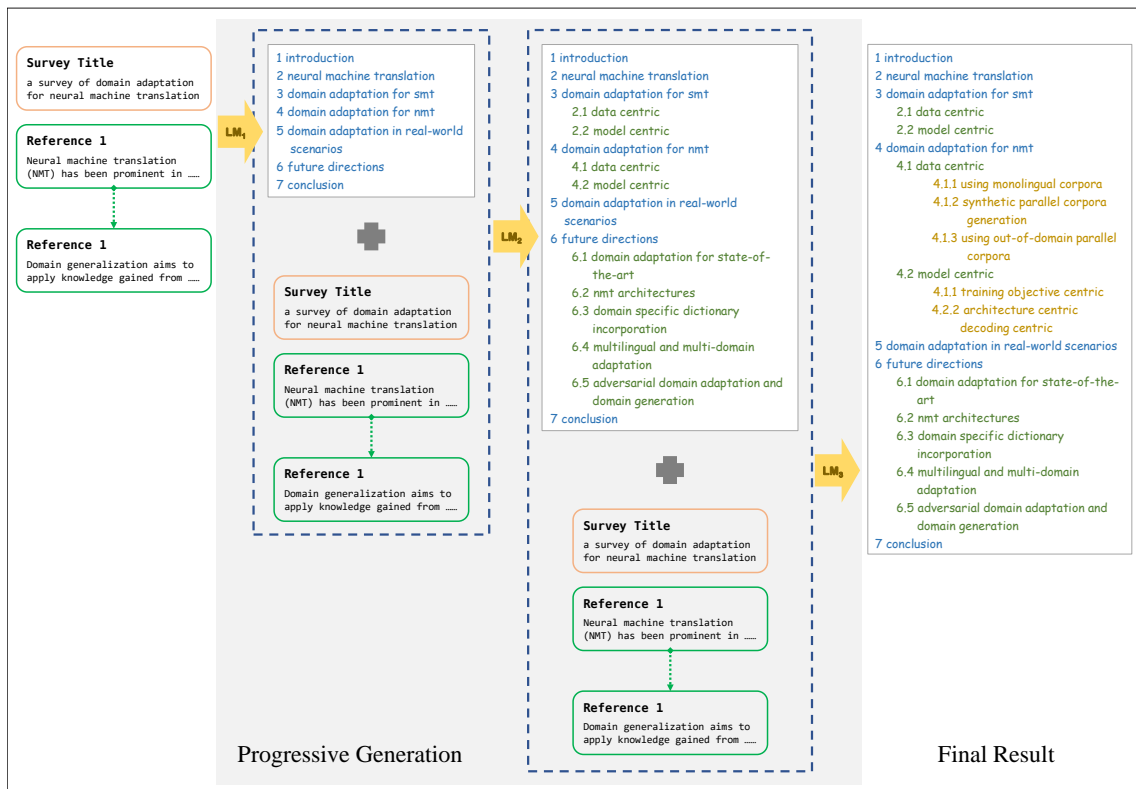 Survey Title
a survey of domain adaptation
for neural machine translation
Reference 1
Neural machine translation
(NMT) has been prominent in ……
Reference 1
Domain generalization aims to
apply knowledge gained from ……
LM1
1 introduction
2 neural machine translation
3 domain adaptation for smt
4 domain adaptation for nmt
5 domain adaptation in real-world
scenarios
6 future directions
7 conclusion
Survey Title
a survey of domain adaptation
for neural machine translation
Reference 1
Neural machine translation
(NMT) has been prominent in ……
Reference 1
Domain generalization aims to
apply knowledge gained from ……
LM2
1 introduction
2 neural machine translation
3 domain adaptation for smt
2.1 data centric
2.2 model centric
4 domain adaptation for nmt
4.1 data centric
4.2 model centric
5 domain adaptation in real-world
scenarios
6 future directions
6.1 domain adaptation for state-of-
the-art
6.2 nmt architectures
6.3 domain specific dictionary
incorporation
6.4 multilingual and multi-domain
adaptation
6.5 adversarial domain adaptation and
domain generation
7 conclusion
Survey Title
a survey of domain adaptation
for neural machine translation
Reference 1
Neural machine translation
(NMT) has been prominent in ……
Reference 1
Domain generalization aims to
apply knowledge gained from ……
LM3
1 introduction
2 neural machine translation
3 domain adaptation for smt
2.1 data centric
2.2 model centric
4 domain adaptation for nmt
4.1 data centric
4.1.1 using monolingual corpora
4.1.2 synthetic parallel corpora
generation
4.1.3 using out-of-domain parallel
corpora
4.2 model centric
4.1.1 training objective centric
4.2.2 architecture centric
decoding centric
5 domain adaptation in real-world scenarios
6 future directions
6.1 domain adaptation for state-of-the-
art
6.2 nmt architectures
6.3 domain specific dictionary
incorporation
6.4 multilingual and multi-domain
adaptation
6.5 adversarial domain adaptation and
domain generation
7 conclusion
Progressive Generation
Final Result